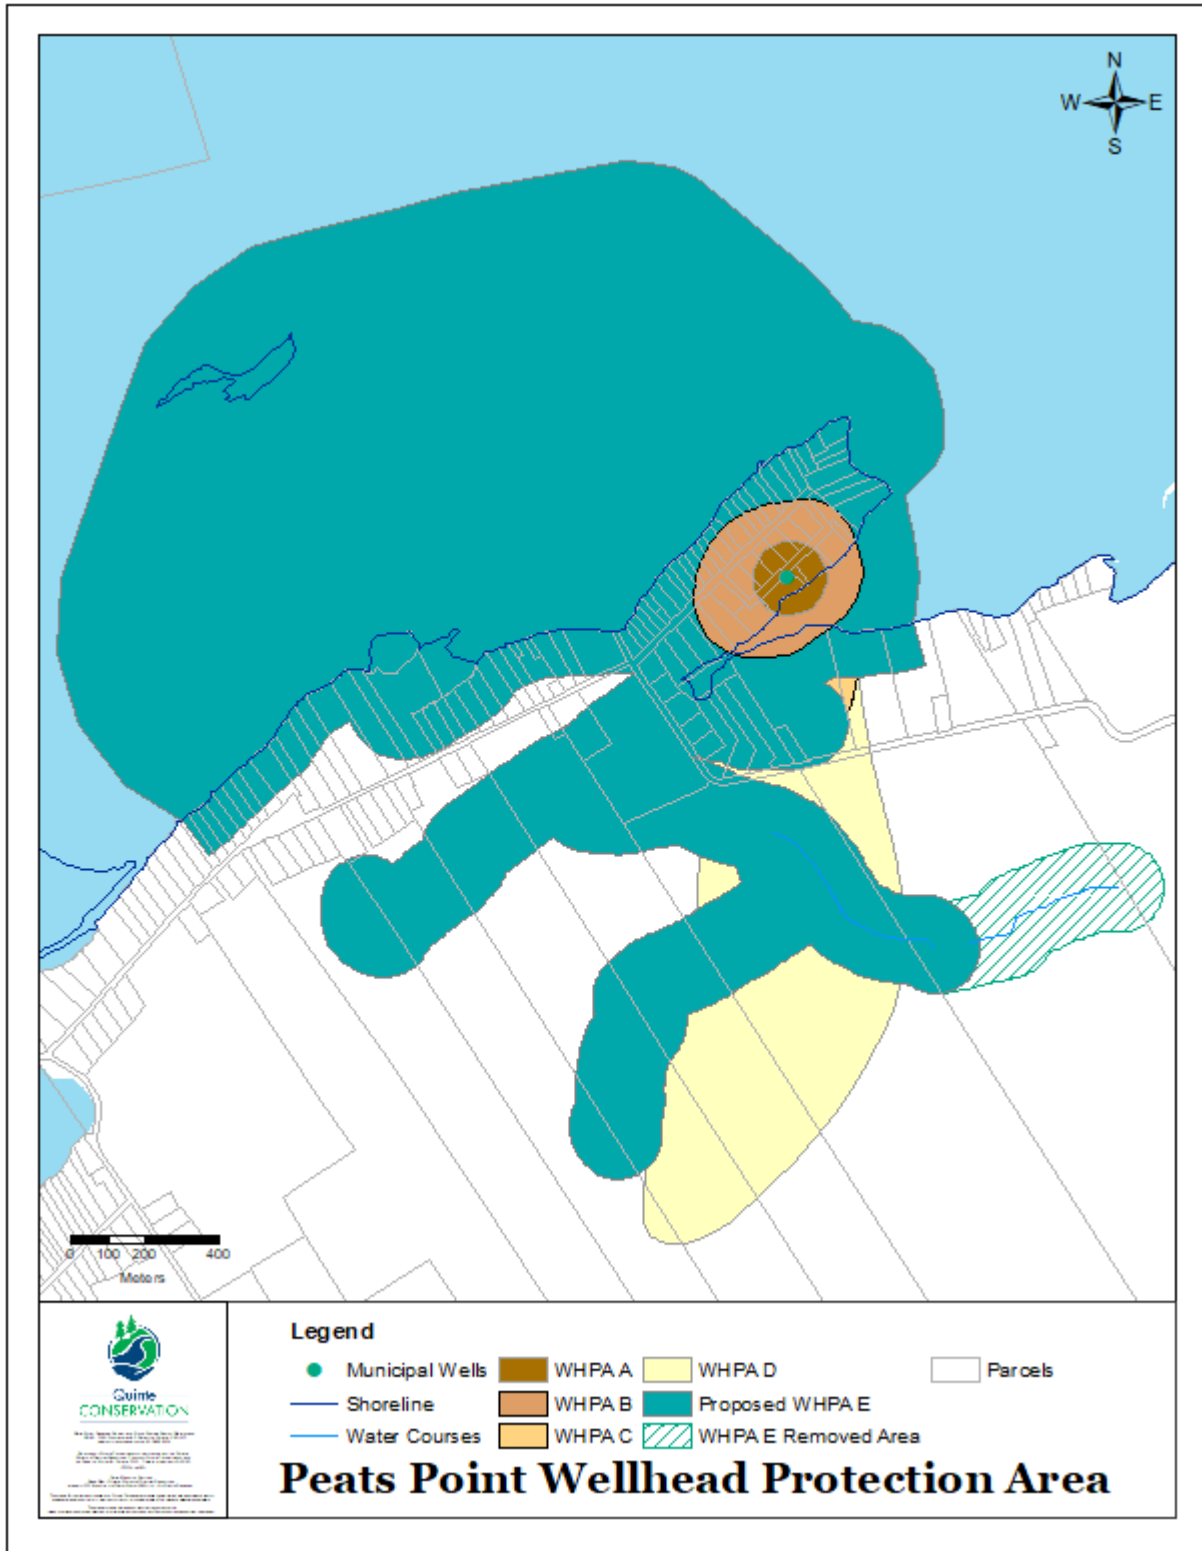 N
W E
S
0 100 200 400
Meters
Quinte
CONSERVATION
Legend
Municipal Wells
Shoreline
Water Courses
WHPA A
WHPA B
WHPA C
WHPA D
Proposed WHPA E
WHPA E Removed Area
Parcels
Peats Point Wellhead Protection Area